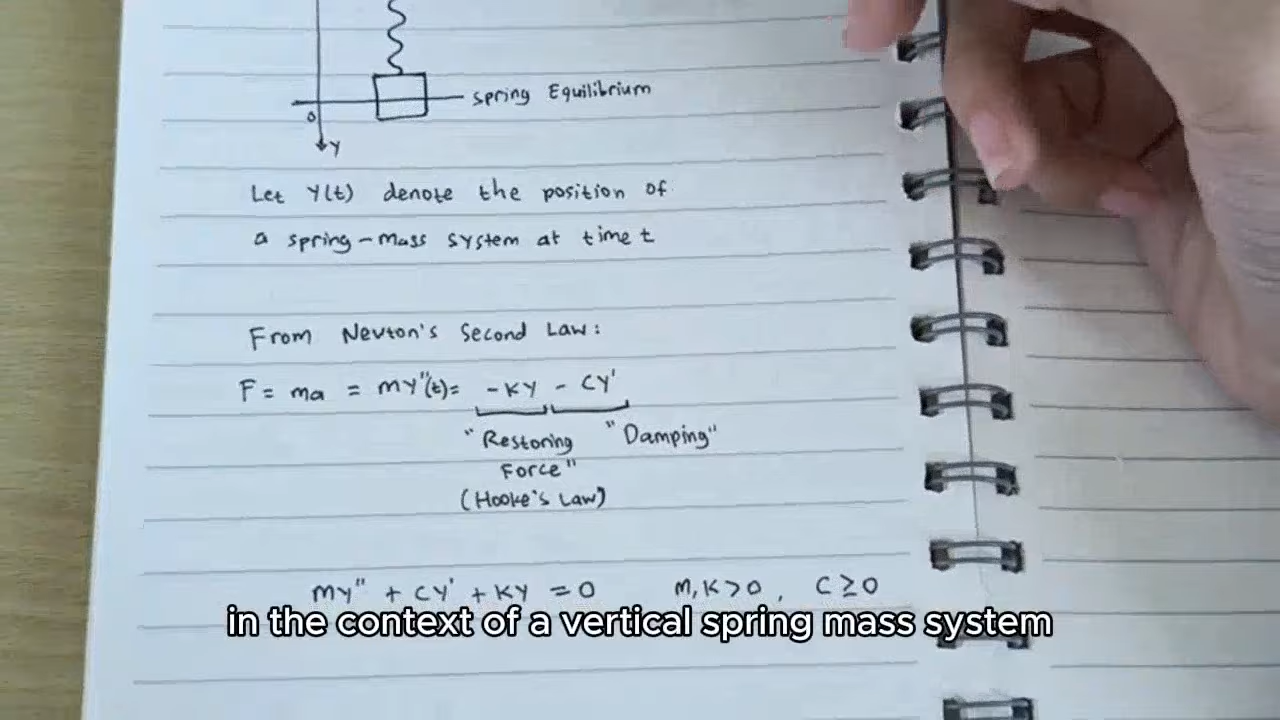 Spring Equilibrium
0
Y
Let Y(t) denote the position of
a spring-mass system at time t
From Newton's Second Law:
F = ma = mY"(t)= -KY - CY'
"Restoring "Damping"
Force"
(Hooke's Law)
mY" + CY' + KY = 0 m,K>0, C≥0
in the context of a vertical spring mass system